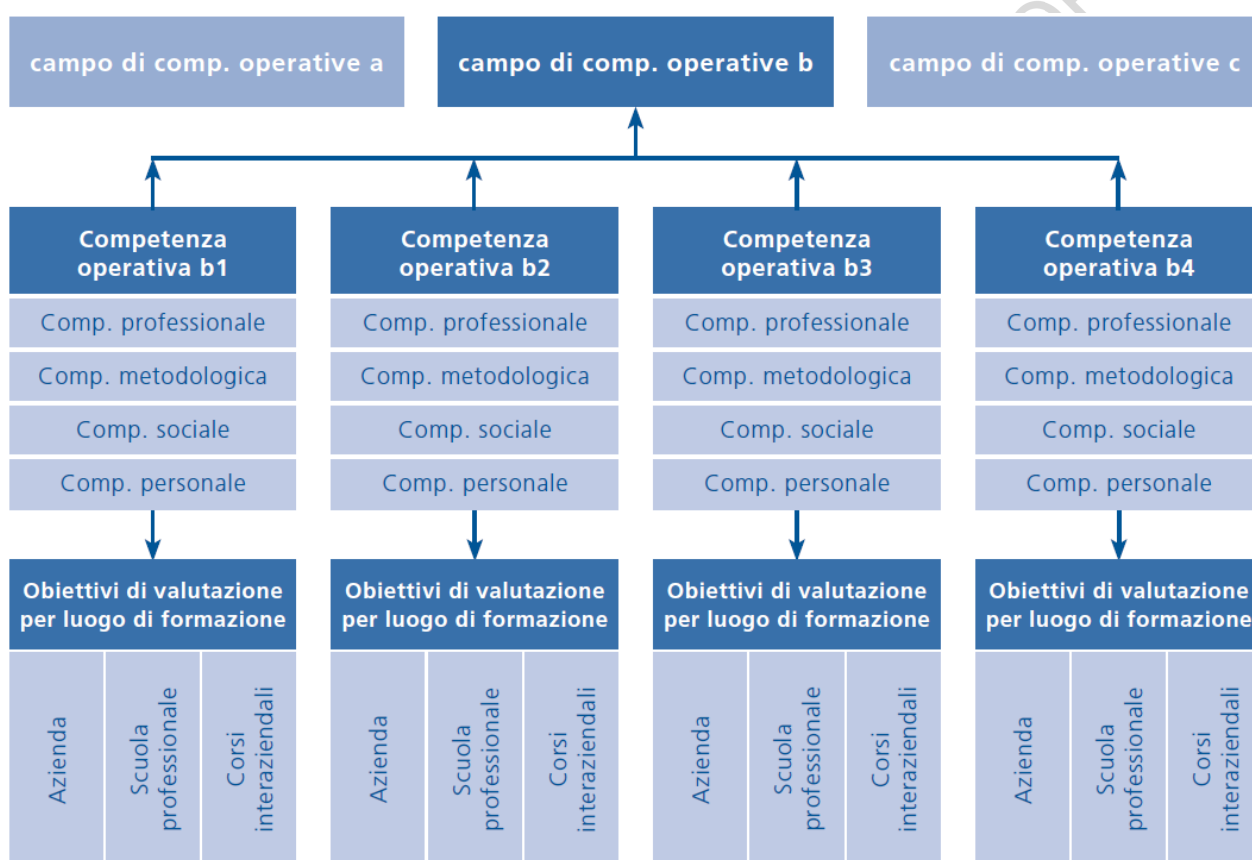 campo di comp. operative a
campo di comp. operative b
campo di comp. operative c
Competenza
operativa b1
Competenza
operativa b2
Competenza
operativa b3
Competenza
operativa b4
Comp. professionale
Comp. professionale
Comp. professionale
Comp. professionale
Comp. metodologica
Comp. metodologica
Comp. metodologica
Comp. metodologica
Comp. sociale
Comp. sociale
Comp. sociale
Comp. sociale
Comp. personale
Comp. personale
Comp. personale
Comp. personale
Obiettivi di valutazione
per luogo di formazione
Obiettivi di valutazione
per luogo di formazione
Obiettivi di valutazione
per luogo di formazione
Obiettivi di valutazione
per luogo di formazione
Azienda
Scuola
professionale
Corsi
interaziendali
Azienda
Scuola
professionale
Corsi
interaziendali
Azienda
Scuola
professionale
Corsi
interaziendali
Azienda
Scuola
professionale
Corsi
interaziendali